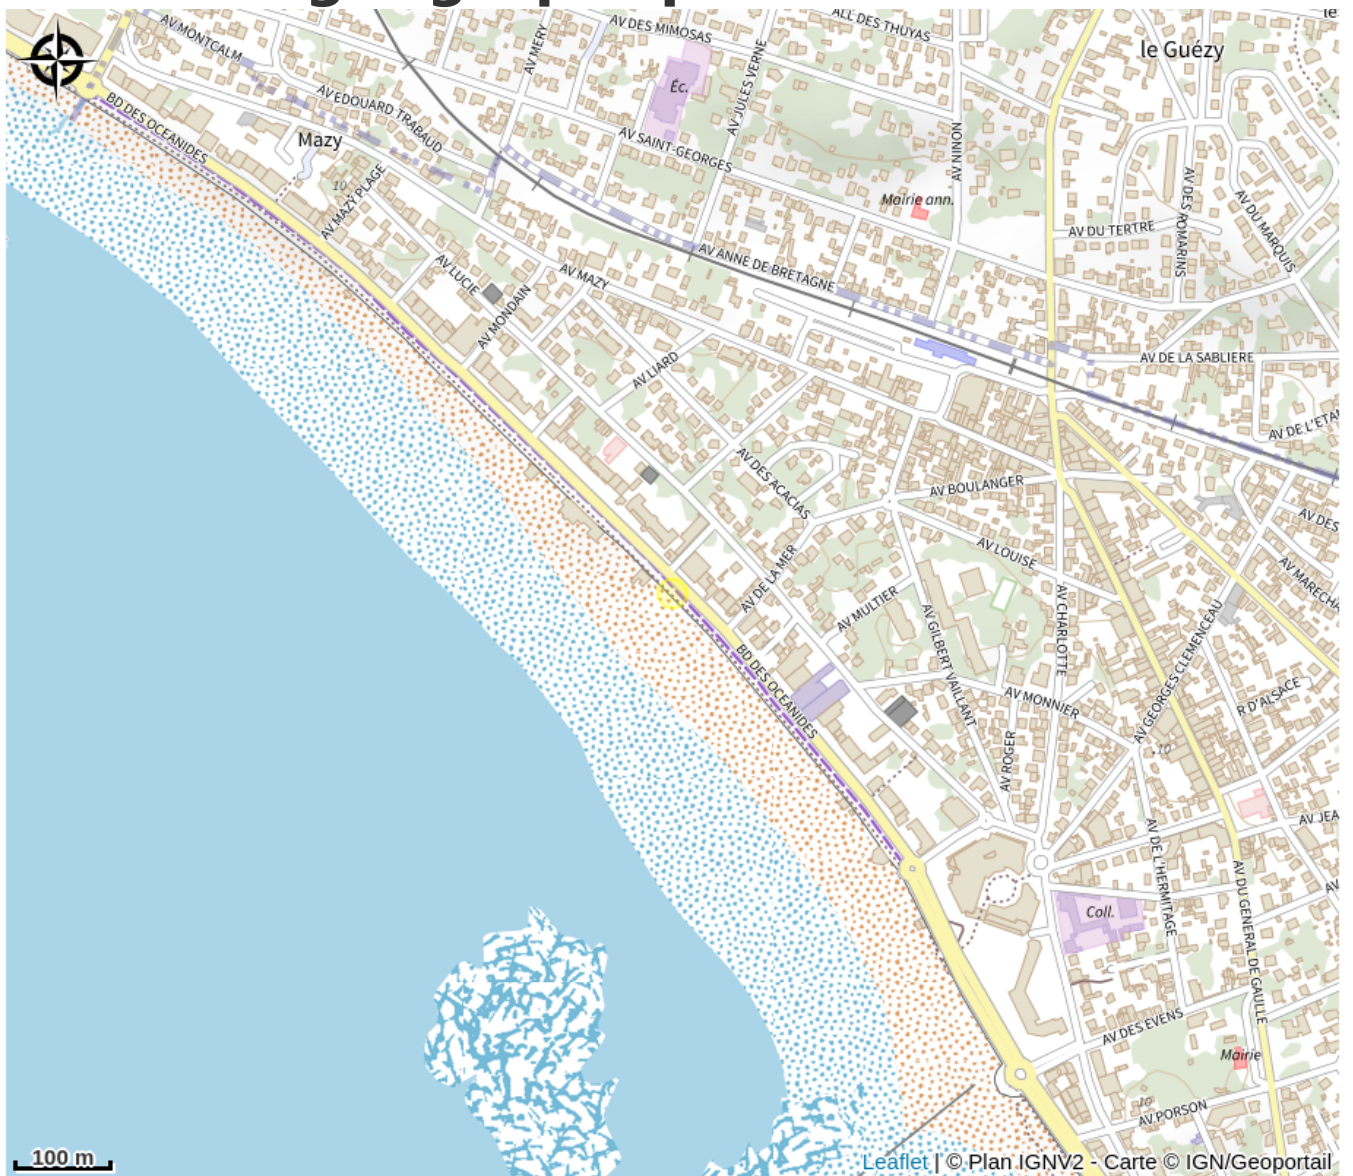 AV MONTCALM
AV MERY
AV DES MIMOSAS
ALL DES THUYAS
le
le Guézy
Éc.
AV JULES VERNE
BD DES OCEANIDES
AV EDOUARD TRABAUD
Mazy
AV SAINT-GEORGES
AV NINON
10
AV MAZY PLAGE
Mairie ann.
AV DES ROMARINS
AV DU MARQUIS
AV DU TERTRE
AV LUCIE
AV MAZY
AV ANNE DE BRETAGNE
AV MONDAIN
AV LIARD
AV DE LA SABLIERE
AV DE L'ETA
AV DES ACACIAS
AV BOULANGER
AV DES
AV LOUISE
AV DE LA MER
AV MULTIER
AV CHARLOTTE
AV MARECHA
AV GILBERT VAILLANT
AV GEORGES CLEMENCEAU
BD DES OCEANIDES
AV MONNIER
R D'ALSACE
AV ROGER
10
AV JEA
AV DE L'HERMITAGE
AV DU GENERAL DE GAULLE
AV
Coll.
AV DES EVENS
Mairie
10
AV PORSON
100 m
Leaflet | © Plan IGNV2 - Carte © IGN/Geoportail